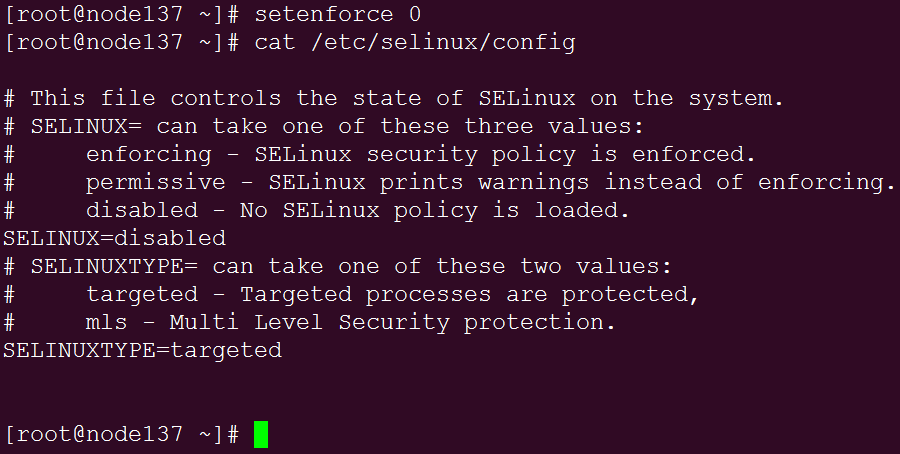 [root@node137 ~]# setenforce 0
[root@node137 ~]# cat /etc/selinux/config
# This file controls the state of SELinux on the system.
# SELINUX= can take one of these three values:
#     enforcing - SELinux security policy is enforced.
#     permissive - SELinux prints warnings instead of enforcing.
#     disabled - No SELinux policy is loaded.
SELINUX=disabled
# SELINUXTYPE= can take one of these two values:
#     targeted - Targeted processes are protected,
#     mls - Multi Level Security protection.
SELINUXTYPE=targeted
[root@node137 ~]#